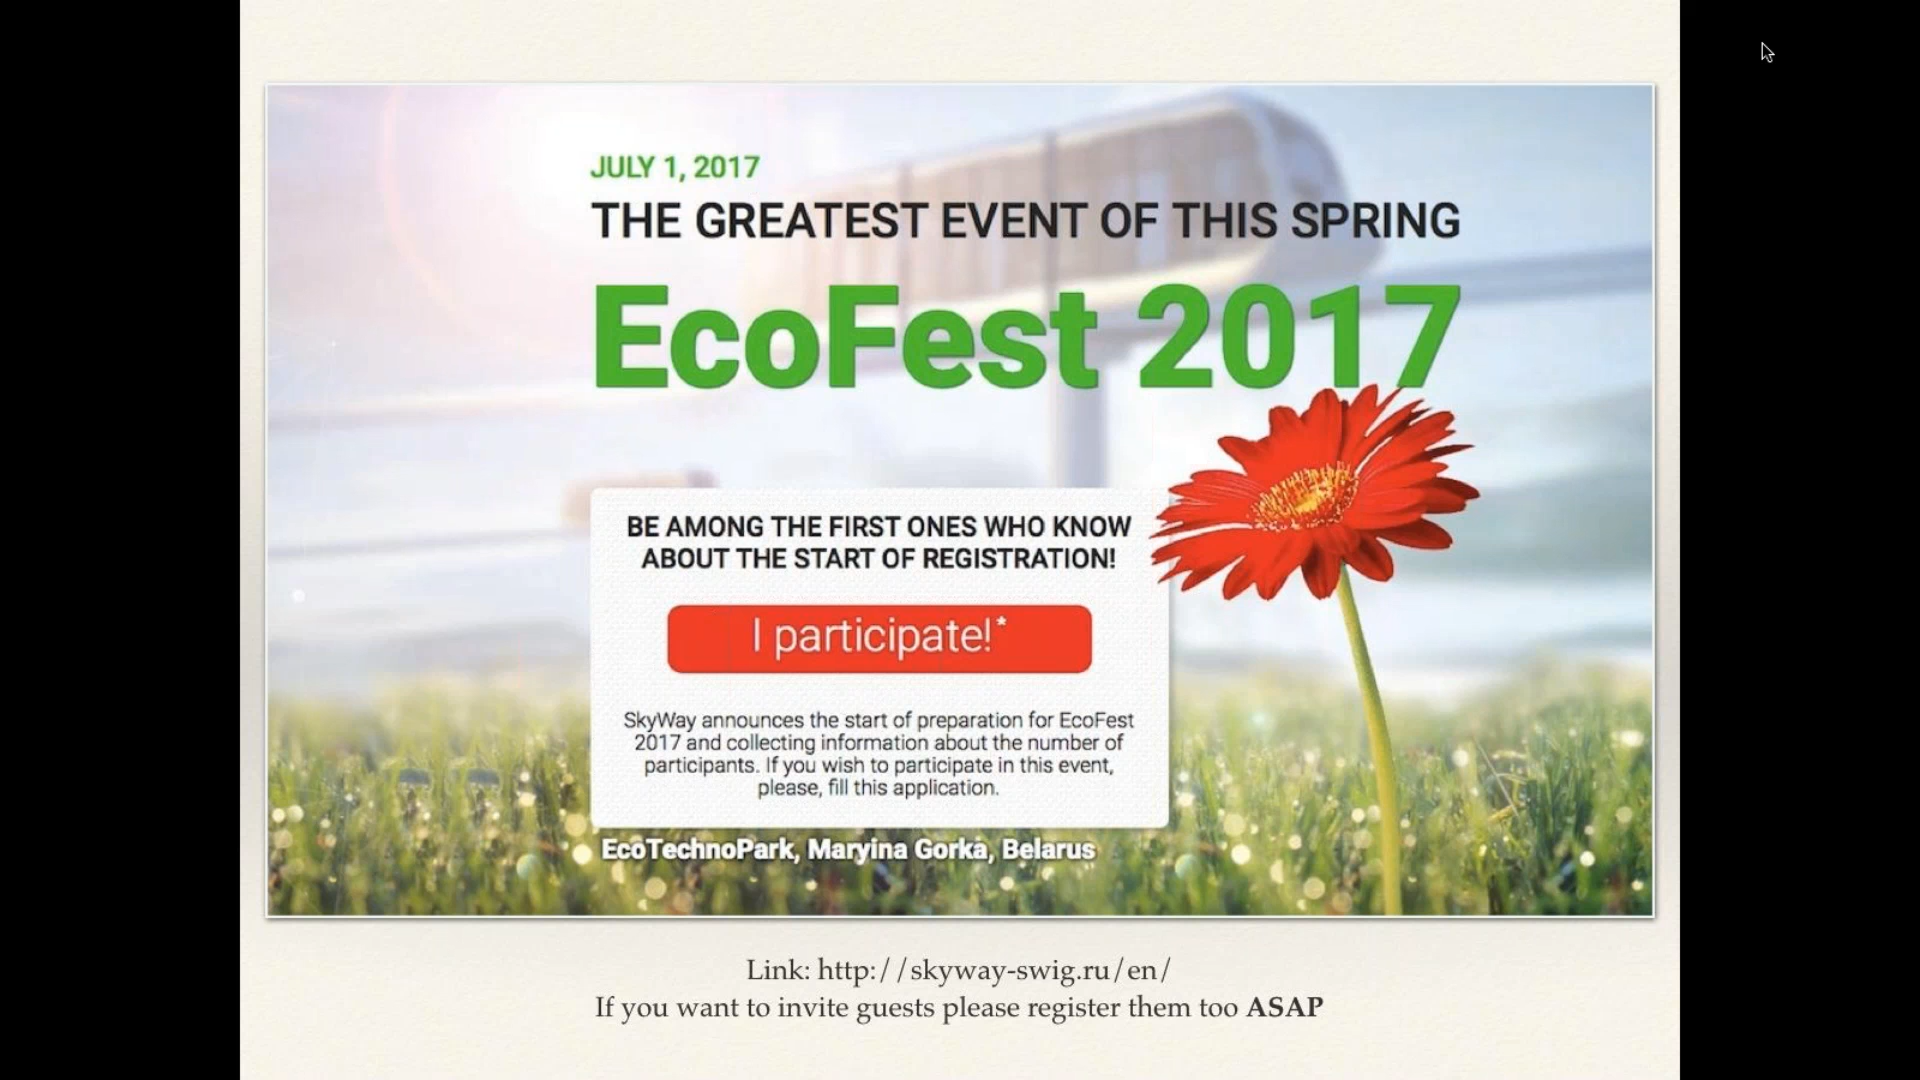 JULY 1, 2017
THE GREATEST EVENT OF THIS SPRING
EcoFest 2017
BE AMONG THE FIRST ONES WHO KNOW
ABOUT THE START OF REGISTRATION!
I participate!*
SkyWay announces the start of preparation for EcoFest
2017 and collecting information about the number of
participants. If you wish to participate in this event,
please, fill this application.
EcoTechnoPark, Maryina Gorka, Belarus
Link: http://skyway-swig.ru/en/
If you want to invite guests please register them too ASAP